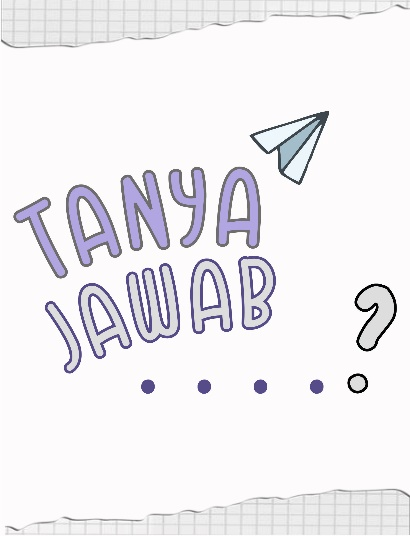 TANYA
JAWAB
. . . . ?